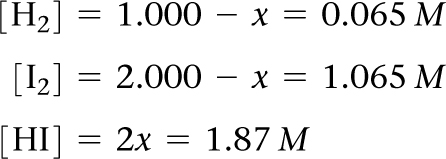 [H₂] = 1.000 − x = 0.065 M
[I₂] = 2.000 − x = 1.065 M
[HI] = 2x = 1.87 M